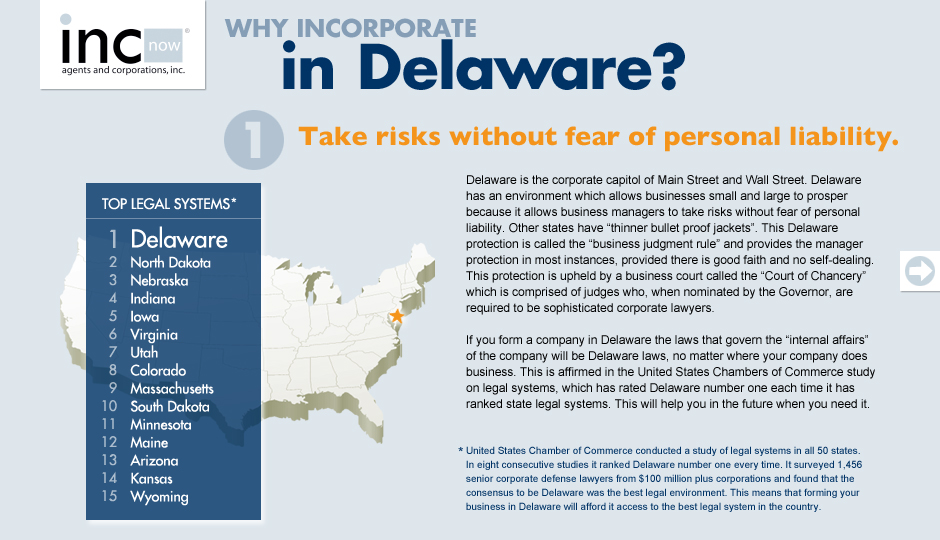 inc now®
agents and corporations, inc.
WHY INCORPORATE
in Delaware?
1 Take risks without fear of personal liability.
TOP LEGAL SYSTEMS*
1 Delaware
2 North Dakota
3 Nebraska
4 Indiana
5 Iowa
6 Virginia
7 Utah
8 Colorado
9 Massachusetts
10 South Dakota
11 Minnesota
12 Maine
13 Arizona
14 Kansas
15 Wyoming
Delaware is the corporate capitol of Main Street and Wall Street. Delaware
has an environment which allows businesses small and large to prosper
because it allows business managers to take risks without fear of personal
liability. Other states have “thinner bullet proof jackets”. This Delaware
protection is called the “business judgment rule” and provides the manager
protection in most instances, provided there is good faith and no self-dealing.
This protection is upheld by a business court called the “Court of Chancery”
which is comprised of judges who, when nominated by the Governor, are
required to be sophisticated corporate lawyers.
If you form a company in Delaware the laws that govern the “internal affairs”
of the company will be Delaware laws, no matter where your company does
business. This is affirmed in the United States Chambers of Commerce study
on legal systems, which has rated Delaware number one each time it has
ranked state legal systems. This will help you in the future when you need it.
* United States Chamber of Commerce conducted a study of legal systems in all 50 states.
In eight consecutive studies it ranked Delaware number one every time. It surveyed 1,456
senior corporate defense lawyers from $100 million plus corporations and found that the
consensus to be Delaware was the best legal environment. This means that forming your
business in Delaware will afford it access to the best legal system in the country.